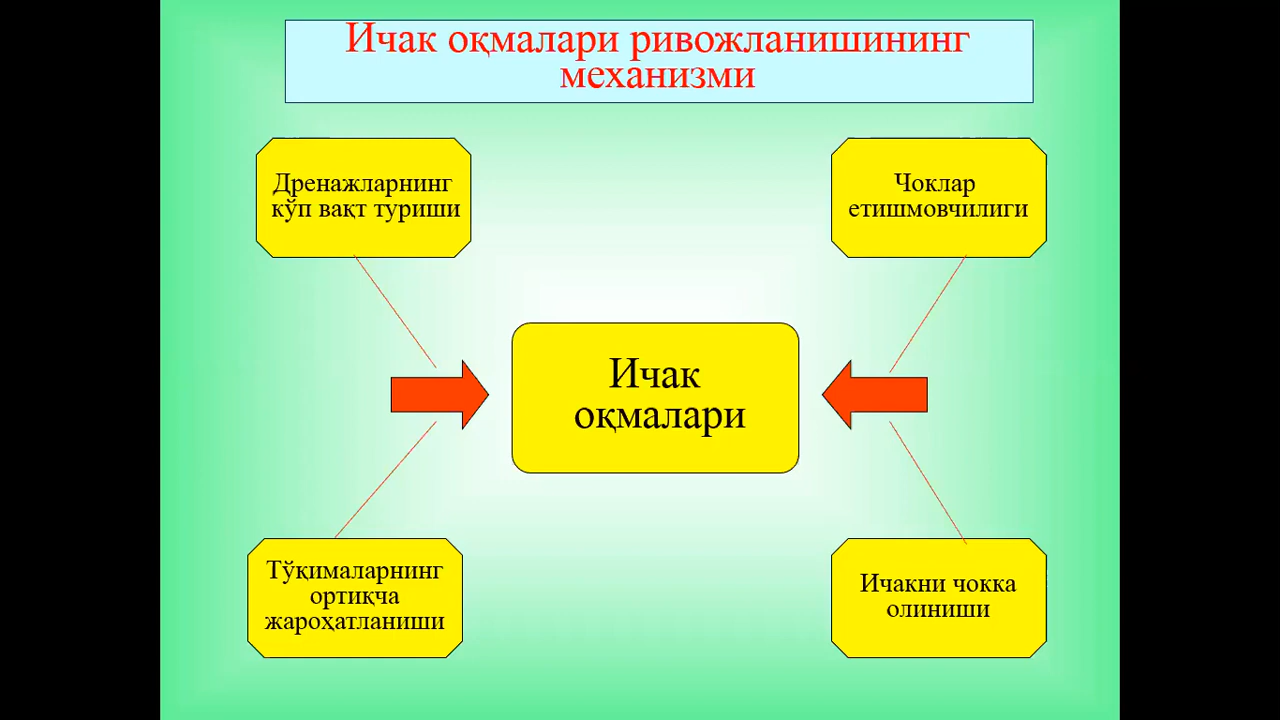 Ичак оқмалари ривожланишининг
механизми
Дренажларнинг
кўп вақт туриши
Чоклар
етишмовчилиги
Ичак
оқмалари
Тўқималарнинг
ортиқча
жароҳатланиши
Ичакни чокка
олиниши